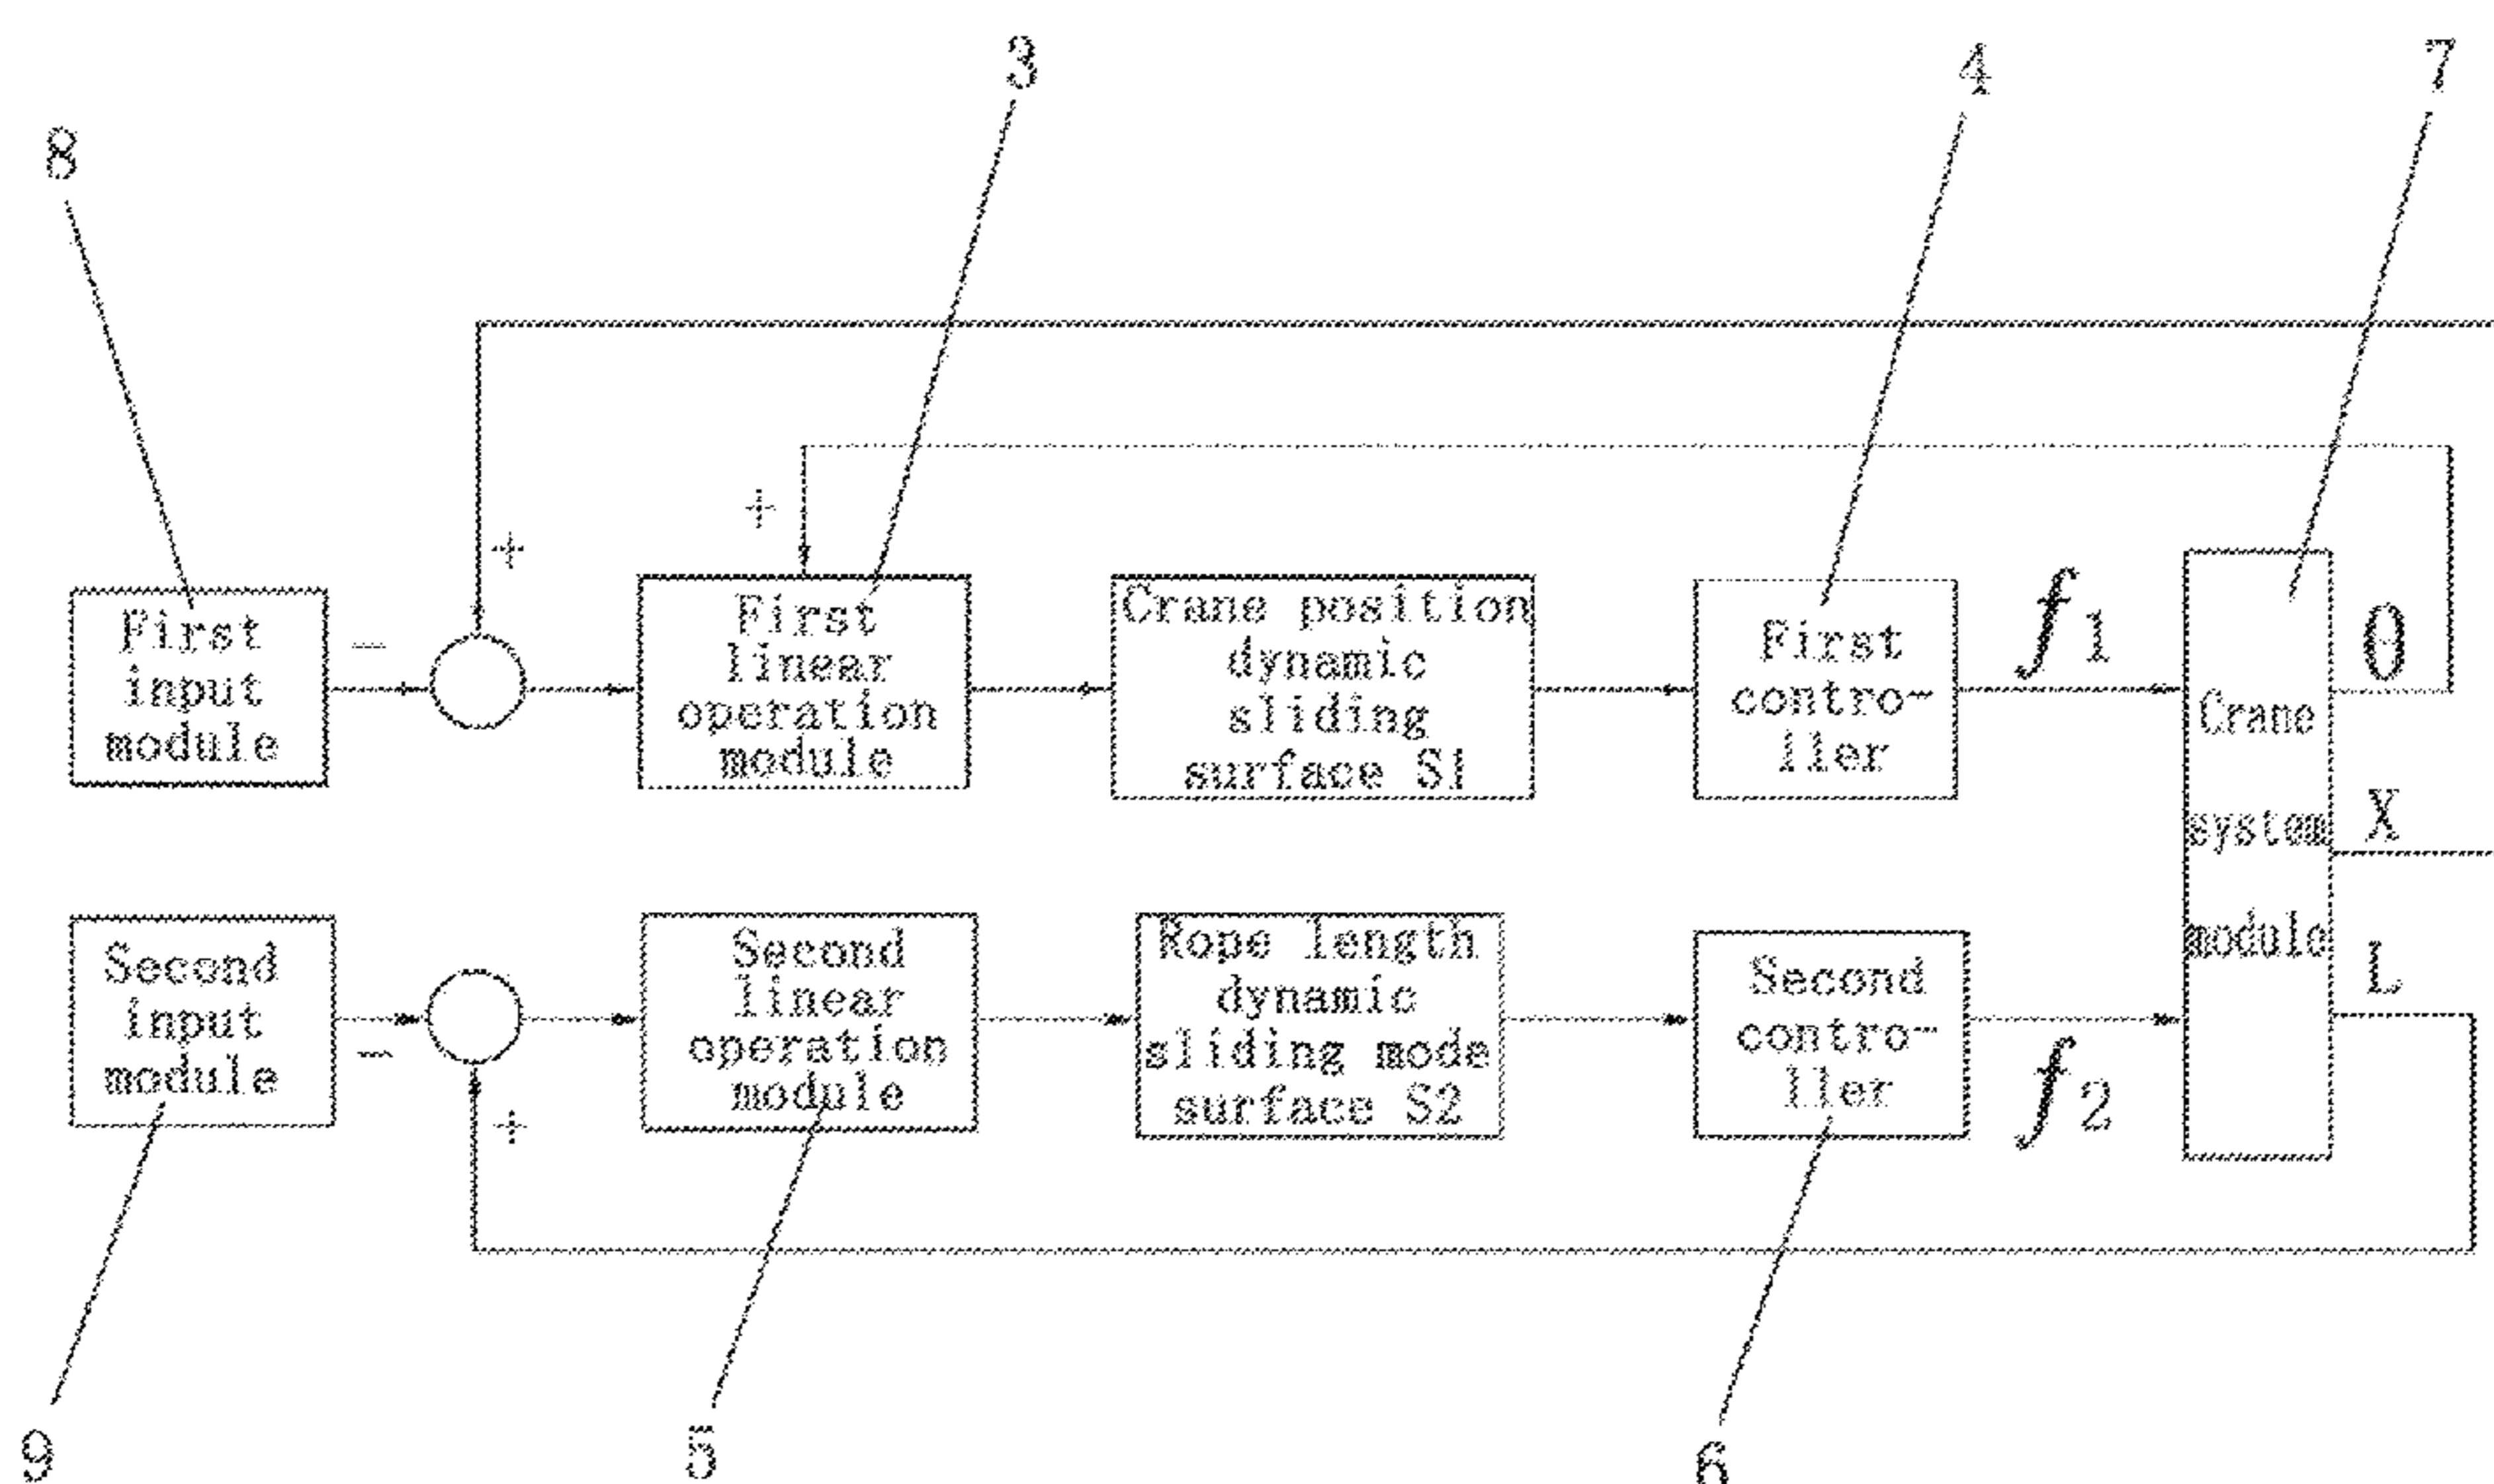 3
4
7
8
+
+
First
input
module
−
First
linear
operation
module
Crane position
dynamic
sliding
surface S1
First
contro-
ller
f1
Crane
system
module
θ
X
L
Second
input
module
−
+
Second
linear
operation
module
Rope length
dynamic
sliding mode
surface S2
Second
contro-
ller
f2
9
5
6